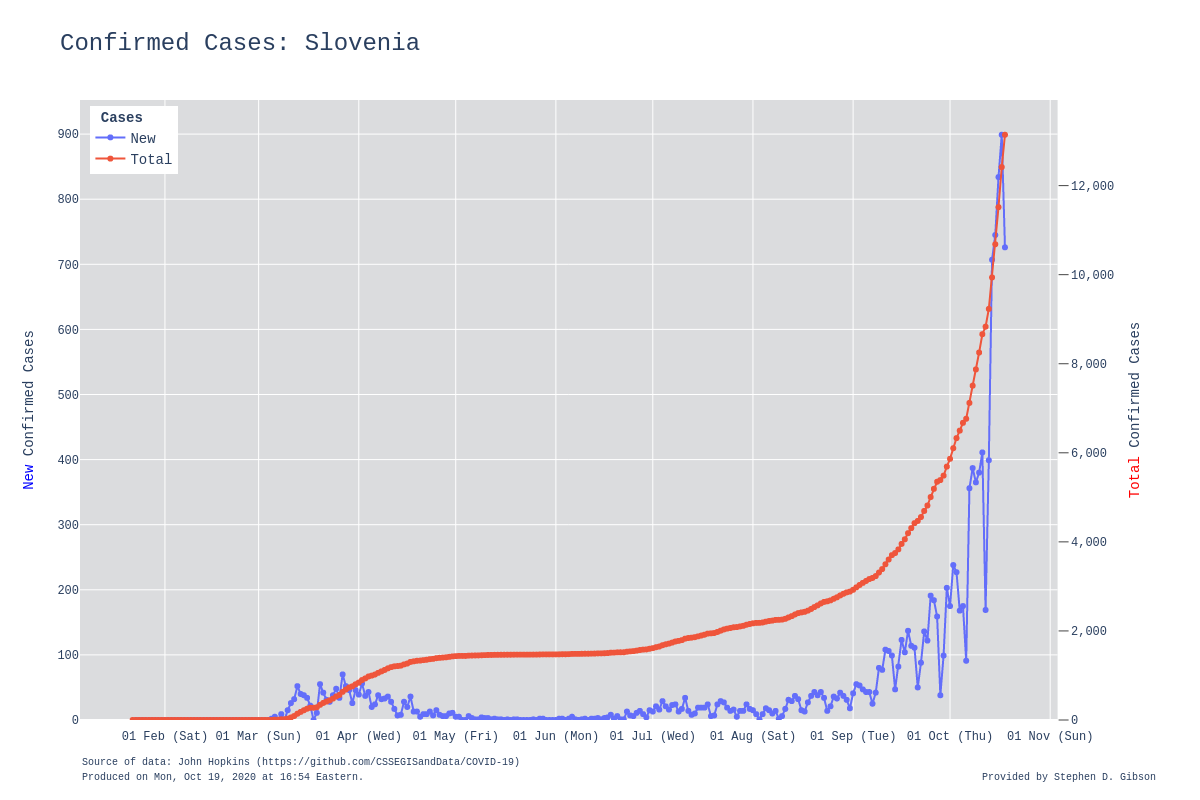 Confirmed Cases: Slovenia
Cases
New
Total
900
800
700
600
500
400
300
200
100
0
New Confirmed Cases
12,000
10,000
8,000
6,000
4,000
2,000
0
Total Confirmed Cases
01 Feb (Sat) 01 Mar (Sun) 01 Apr (Wed) 01 May (Fri) 01 Jun (Mon) 01 Jul (Wed) 01 Aug (Sat) 01 Sep (Tue) 01 Oct (Thu) 01 Nov (Sun)
Source of data: John Hopkins (https://github.com/CSSEGISandData/COVID-19)
Produced on Mon, Oct 19, 2020 at 16:54 Eastern.
Provided by Stephen D. Gibson